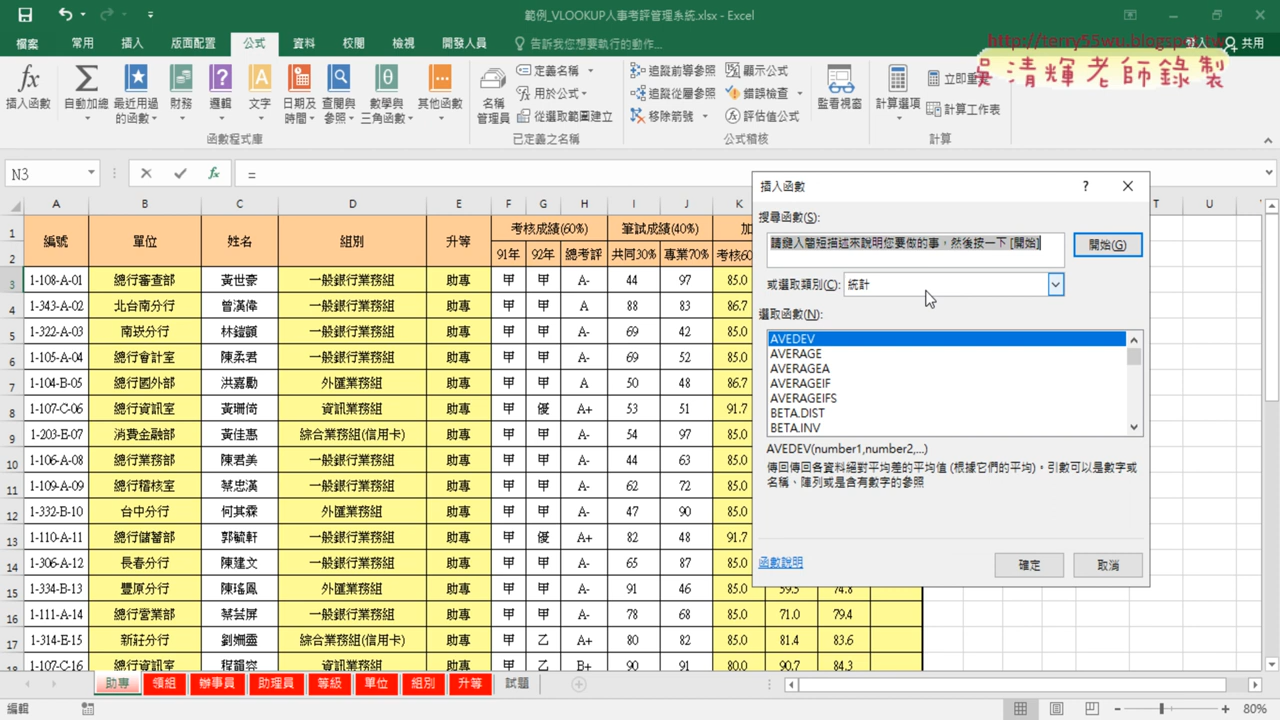 範例_VLOOKUP人事考評管理系統.xlsx - Excel
檔案 常用 插入 版面配置 公式 資料 校閱 檢視 開發人員 告訴我您想要執行的動作... 登入 共用
http://terry55wu.blogspot.tw
吳清輝老師錄製
插入函數 自動加總 最近用過的函數 財務 邏輯 文字 日期及時間 查閱與參照 數學與三角函數 其他函數
函數程式庫
名稱管理員 定義名稱 用於公式 從選取範圍建立
已定義之名稱
追蹤前導參照 追蹤從屬參照 移除箭號 顯示公式 錯誤檢查 評估值公式
公式稽核
監看視窗 計算選項 立即重 計算工作表
計算
N3 fx =
A B C D E F G H I J K T U
1 編號 單位 姓名 組別 升等 考核成績(60%) 筆試成績(40%) 加
2 91年 92年 總考評 共同30% 專業70% 考核60
3 1-108-A-01 總行審查部 黃世豪 一般銀行業務組 助專 甲 甲 A- 44 97 85.0
4 1-343-A-02 北台南分行 曾漢偉 一般銀行業務組 助專 甲 甲 A 88 83 86.7
5 1-322-A-03 南崁分行 林鎧顗 一般銀行業務組 助專 甲 甲 A- 69 42 85.0
6 1-105-A-04 總行會計室 陳柔君 一般銀行業務組 助專 甲 甲 A- 69 52 85.0
7 1-104-B-05 總行國外部 洪嘉勵 外匯業務組 助專 甲 甲 A 50 48 86.7
8 1-107-C-06 總行資訊室 黃珊倚 資訊業務組 助專 甲 優 A+ 53 51 91.7
9 1-203-E-07 消費金融部 黃佳惠 綜合業務組(信用卡) 助專 甲 甲 A- 54 97 85.0
10 1-106-A-08 總行業務部 陳君美 一般銀行業務組 助專 甲 甲 A- 44 63 85.0
11 1-109-A-09 總行稽核室 蔡忠漢 一般銀行業務組 助專 甲 甲 A- 62 72 85.0
12 1-332-B-10 台中分行 何其霖 外匯業務組 助專 甲 甲 A- 47 90 85.0
13 1-110-A-11 總行儲蓄部 郭毓軒 一般銀行業務組 助專 甲 優 A+ 82 48 91.7
14 1-306-A-12 長春分行 陳建文 一般銀行業務組 助專 甲 甲 A- 65 87 85.0
15 1-334-B-13 豐原分行 陳瑤鳳 外匯業務組 助專 甲 甲 A- 91 46 85.0 59.5 74.8
16 1-111-A-14 總行營業部 蔡芸屏 一般銀行業務組 助專 甲 甲 A- 78 68 85.0 71.0 79.4
17 1-314-E-15 新莊分行 劉姍靈 綜合業務組(信用卡) 助專 甲 乙 A+ 80 82 85.0 81.4 83.6
18 1-107-C-16 總行資訊室 程韻容 資訊業務組 助專 甲 乙 B+ 90 91 80.0 90.7 84.3
插入函數 ?
搜尋函數(S):
請鍵入簡短描述來說明您要做的事，然後按一下 [開始] 開始(G)
或選取類別(C): 統計
選取函數(N):
AVEDEV
AVERAGE
AVERAGEA
AVERAGEIF
AVERAGEIFS
BETA.DIST
BETA.INV
AVEDEV(number1,number2,...)
傳回傳回各資料絕對平均差的平均值 (根據它們的平均)。引數可以是數字或
名稱、陣列或是含有數字的參照
函數說明 確定 取消
助專 領組 辦事員 助理員 等級 單位 組別 升等 試題
編輯 80%